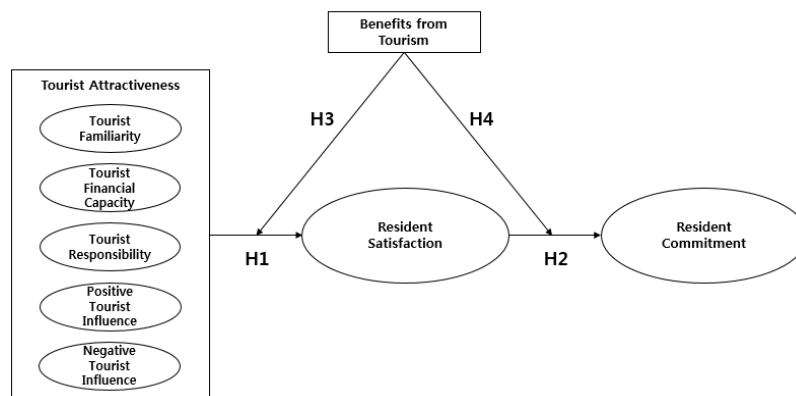 Benefits from
Tourism
Tourist Attractiveness
Tourist
Familiarity
Tourist
Financial
Capacity
Tourist
Responsibility
Positive
Tourist
Influence
Negative
Tourist
Influence
H3
H4
H1
Resident
Satisfaction
H2
Resident
Commitment